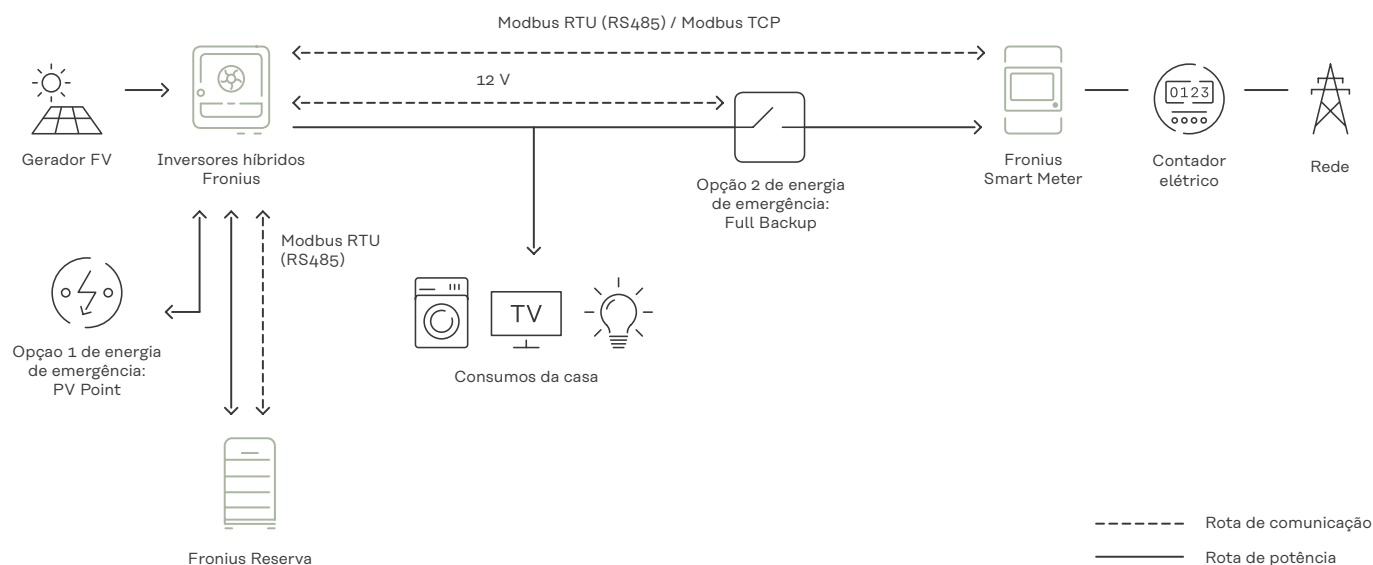 Modbus RTU (RS485) / Modbus TCP
12 V
0123
Gerador FV
Inversores híbridos
Fronius
Fronius
Smart Meter
Contador
elétrico
Rede
Opção 2 de energia
de emergência:
Full Backup
Modbus RTU
(RS485)
TV
Opçao 1 de energia
de emergência:
PV Point
Consumos da casa
Fronius Reserva
Rota de comunicação
Rota de potência